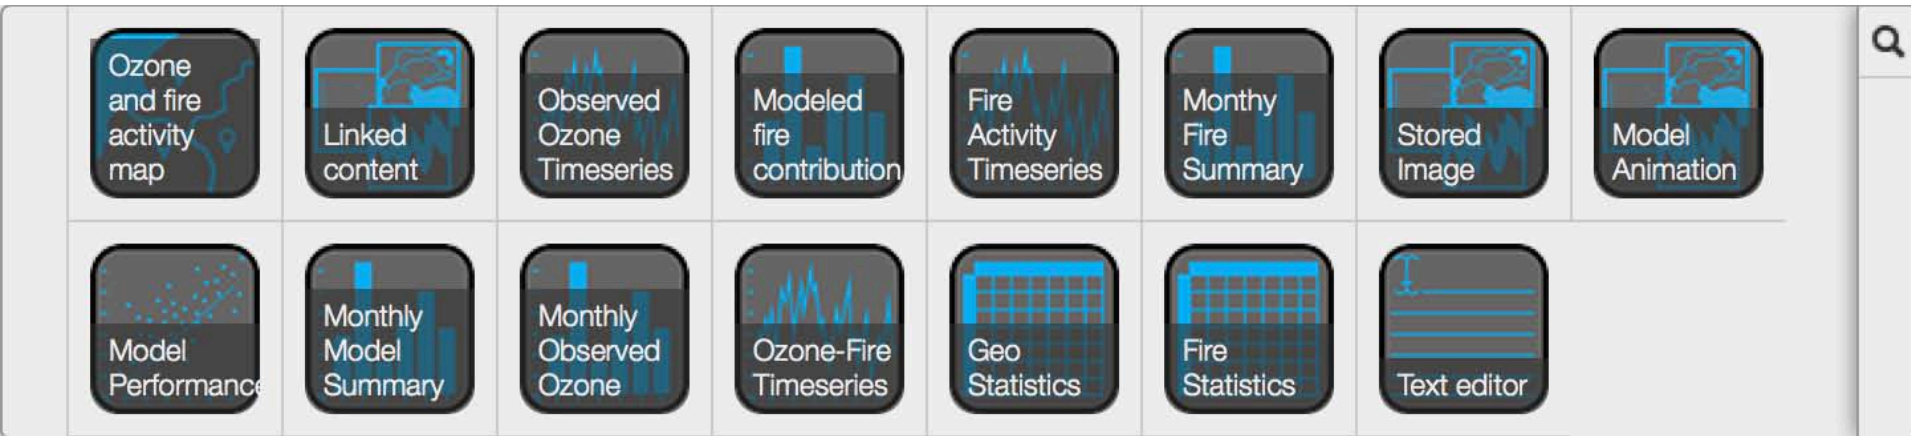 Ozone
and fire
activity
map
Linked
content
Observed
Ozone
Timeseries
Modeled
fire
contribution
Fire
Activity
Timeseries
Monthy
Fire
Summary
Stored
Image
Model
Animation
Model
Performance
Monthly
Model
Summary
Monthly
Observed
Ozone
Ozone-Fire
Timeseries
Geo
Statistics
Fire
Statistics
Text editor